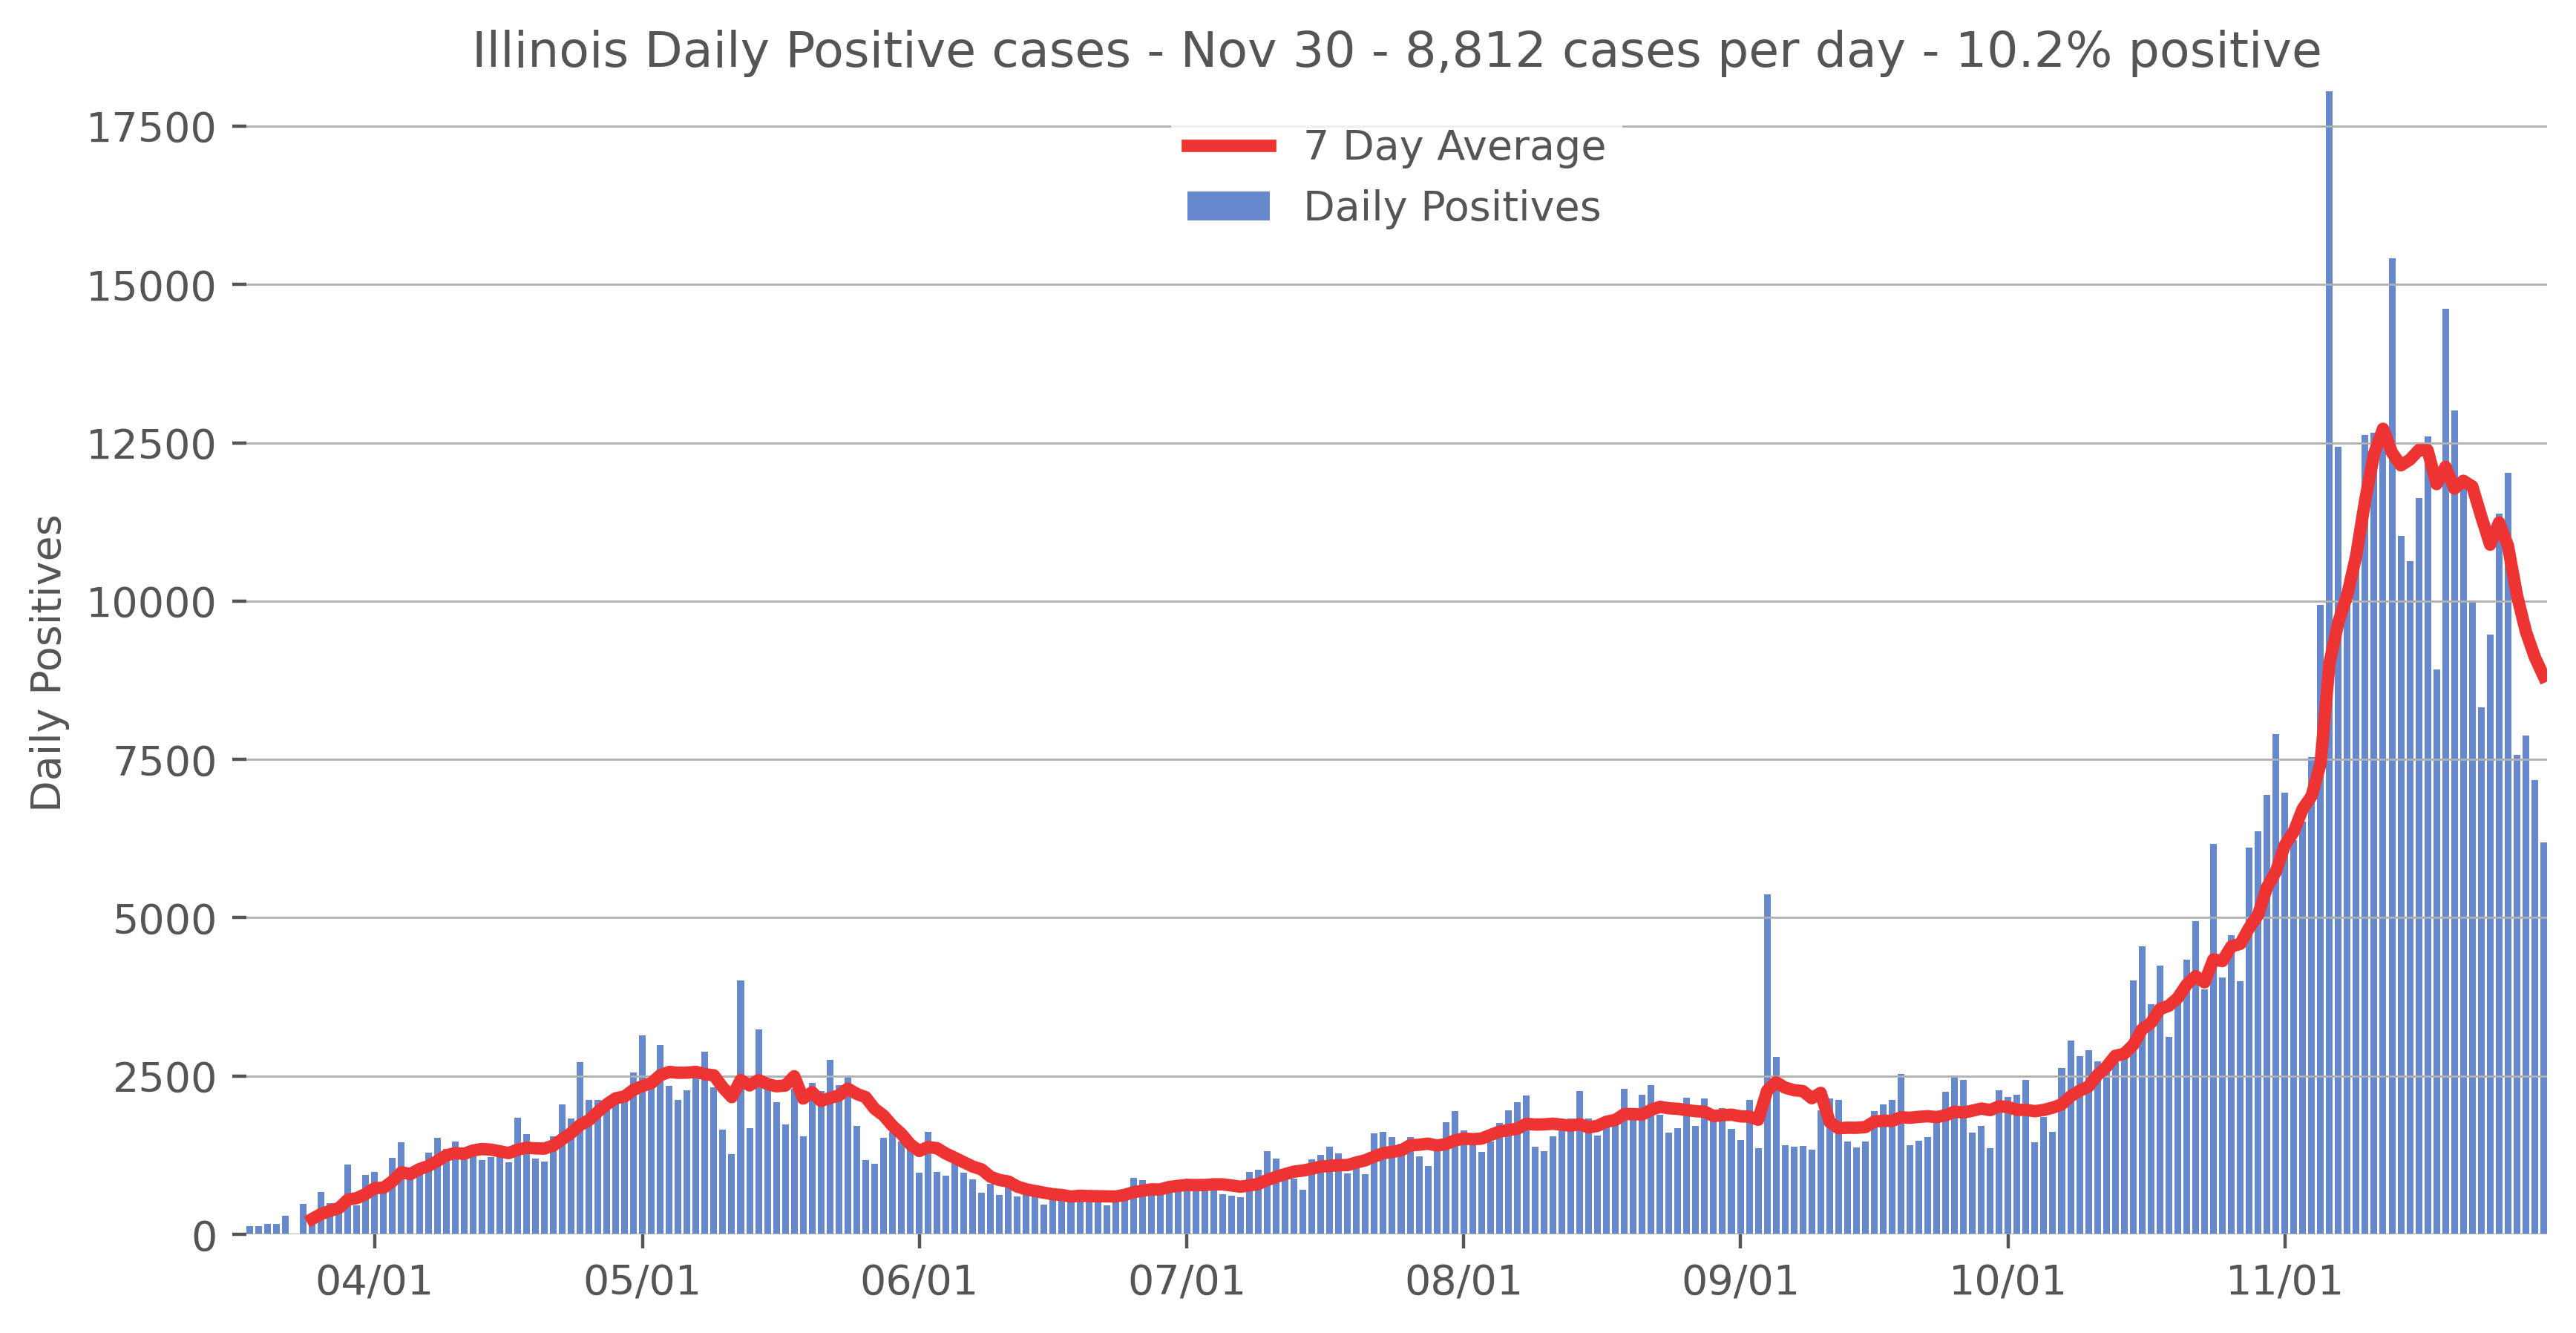 Illinois Daily Positive cases - Nov 30 - 8,812 cases per day - 10.2% positive
7 Day Average
Daily Positives
Daily Positives
17500
15000
12500
10000
7500
5000
2500
0
04/01 05/01 06/01 07/01 08/01 09/01 10/01 11/01